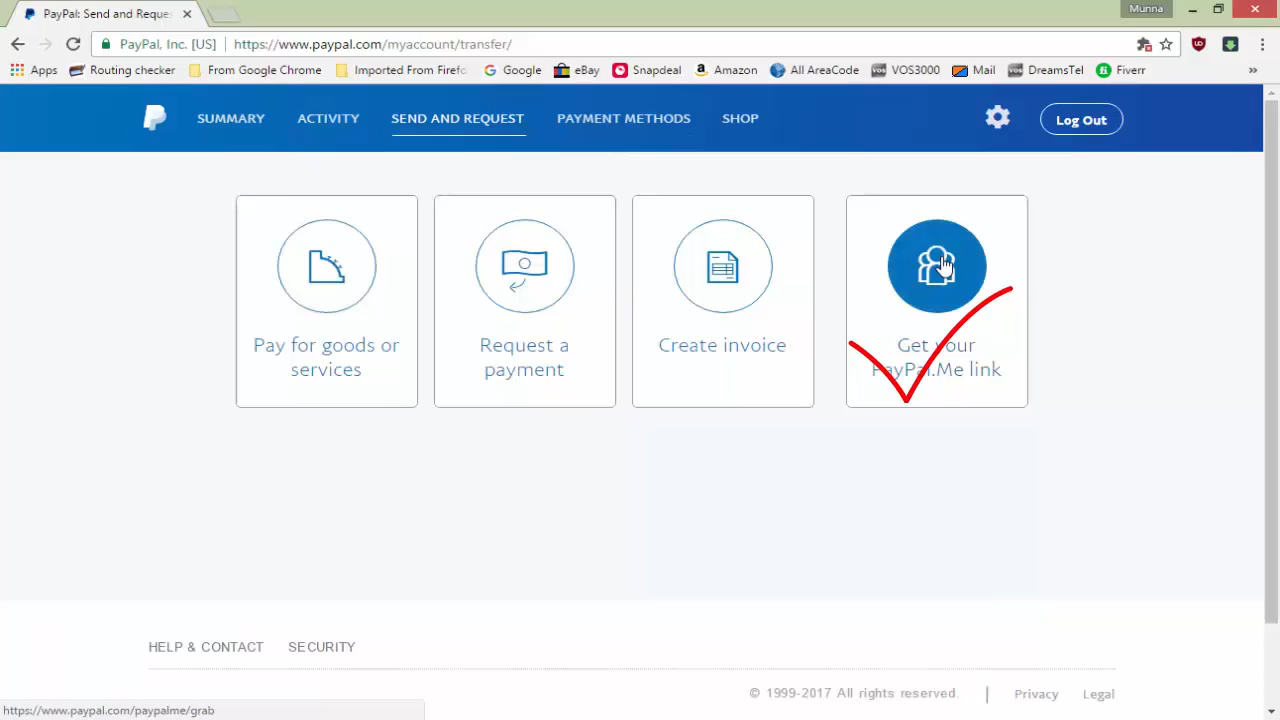 PayPal: Send and Reques
Munna
PayPal, Inc. [US]
https://www.paypal.com/myaccount/transfer/
Apps
Routing checker
From Google Chrome
Imported From Firefo
Google
eBay
Snapdeal
Amazon
All AreaCode
VOS3000
Mail
DreamsTel
Fiverr
SUMMARY
ACTIVITY
SEND AND REQUEST
PAYMENT METHODS
SHOP
Log Out
Pay for goods or
services
Request a
payment
Create invoice
Get your
PayPal.Me link
HELP & CONTACT
SECURITY
© 1999-2017 All rights reserved.
Privacy
Legal
https://www.paypal.com/paypalme/grab